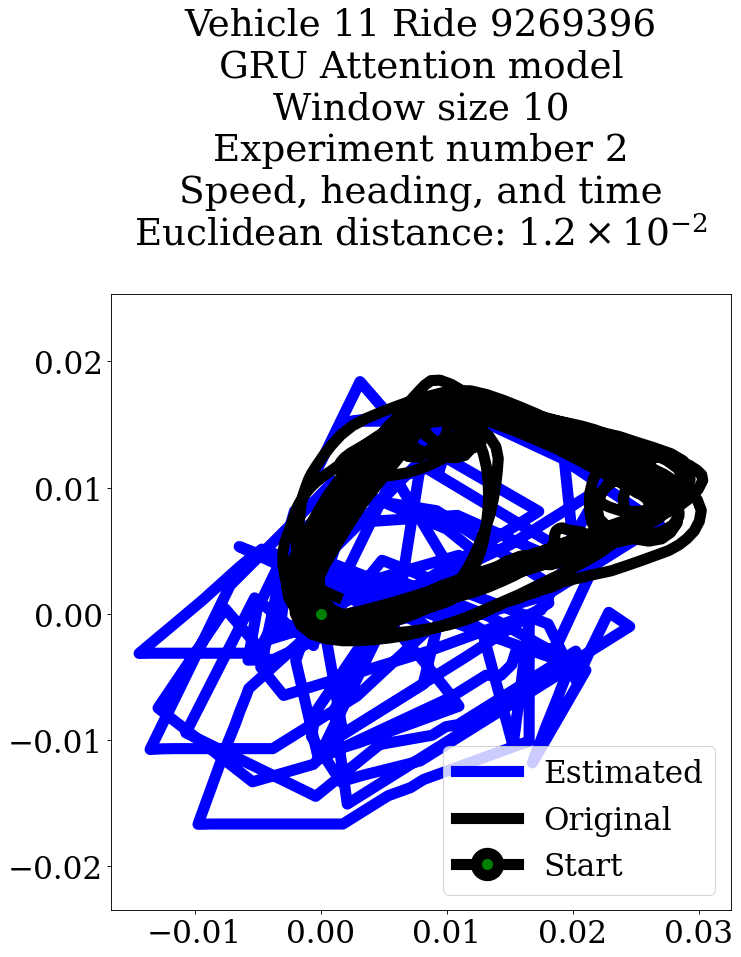 Vehicle 11 Ride 9269396
GRU Attention model
Window size 10
Experiment number 2
Speed, heading, and time
Euclidean distance: 1.2 × 10⁻²
0.02
0.01
0.00
−0.01
−0.02
−0.01 0.00 0.01 0.02 0.03
Estimated
Original
Start